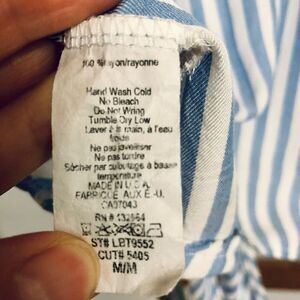 100 % rayon/rayonne
Hand Wash Cold
No Bleach
Do Not Wring
Tumble Dry Low
Laver à la main, à l'eau
froide
Ne pas javelliser
Ne pas tordre
Sécher par culbutage à basse
température
MADE IN U.S.A.
FABRIQUÉ AUX É.-U.
CA07043
RN # 132864
ST# LBT9552
CUT# 5405
M/M